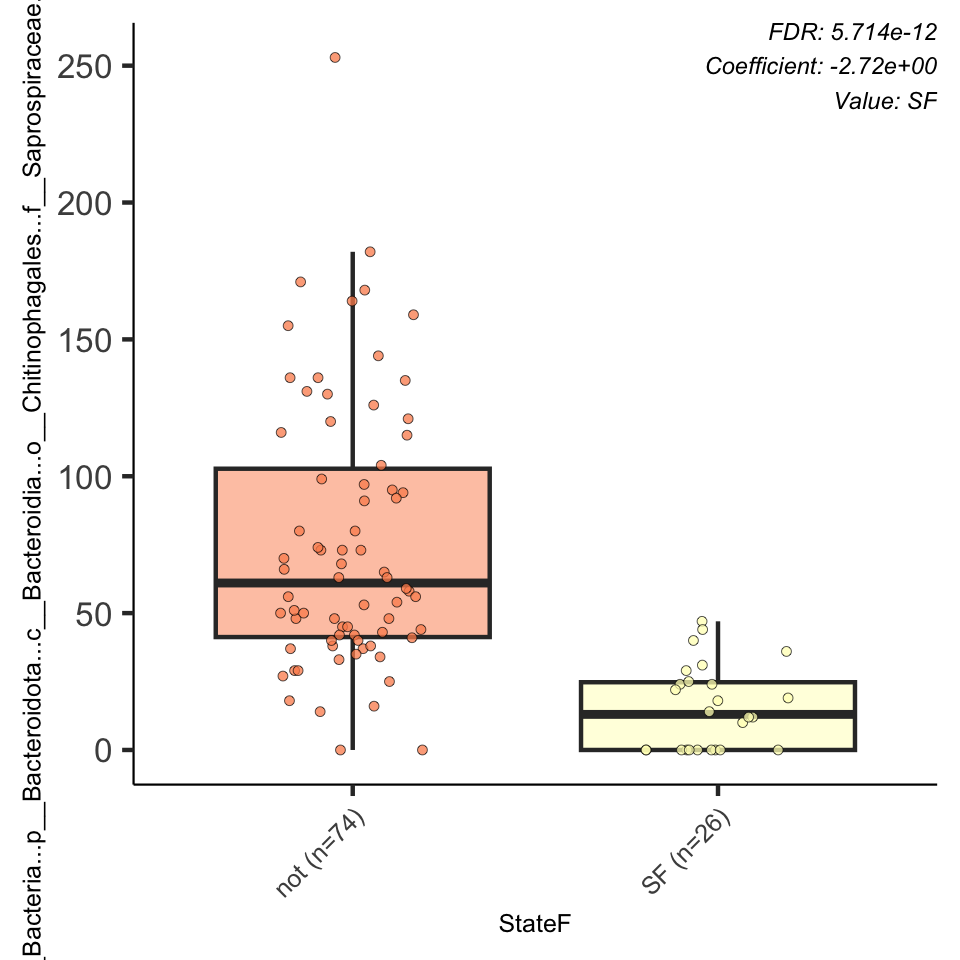 FDR: 5.714e-12
Coefficient: -2.72e+00
Value: SF
_Bacteria...p__Bacteroidota...c__Bacteroidia...o__Chitinophagales...f__Saprospiraceae.
250
200
150
100
50
0
not (n=74)
SF (n=26)
StateF